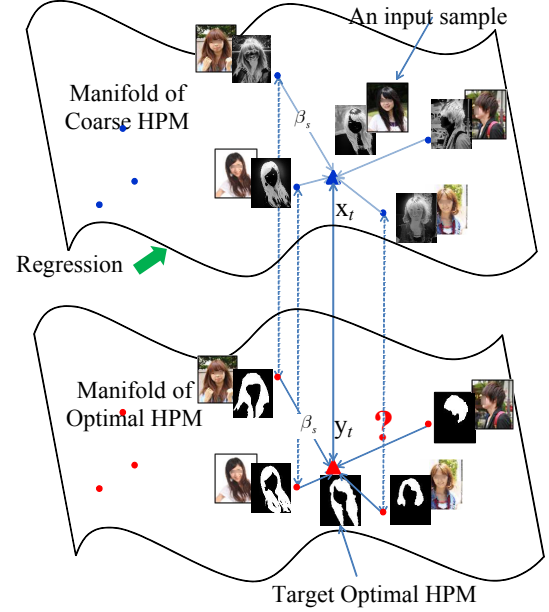 An input sample
Manifold of
Coarse HPM
βs
xt
Regression
Manifold of
Optimal HPM
βs
yt
?
Target Optimal HPM